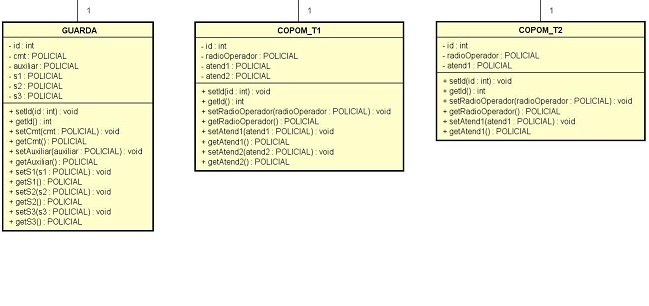 1
GUARDA
- id : int
- cmt : POLICIAL
- auxiliar : POLICIAL
- s1 : POLICIAL
- s2 : POLICIAL
- s3 : POLICIAL
+ setId(id : int) : void
+ getId() : int
+ setCmt(cmt : POLICIAL) : void
+ getCmt() : POLICIAL
+ setAuxiliar(auxiliar : POLICIAL) : void
+ getAuxiliar() : POLICIAL
+ setS1(s1 : POLICIAL) : void
+ getS1() : POLICIAL
+ setS2(s2 : POLICIAL) : void
+ getS2() : POLICIAL
+ setS3(s3 : POLICIAL) : void
+ getS3() : POLICIAL
1
COPOM_T1
- id : int
- radioOperador : POLICIAL
- atend1 : POLICIAL
- atend2 : POLICIAL
+ setId(id : int) : void
+ getId() : int
+ setRadioOperador(radioOperador : POLICIAL) : void
+ getRadioOperador() : POLICIAL
+ setAtend1(atend1 : POLICIAL) : void
+ getAtend1() : POLICIAL
+ setAtend2(atend2 : POLICIAL) : void
+ getAtend2() : POLICIAL
1
COPOM_T2
- id : int
- radioOperador : POLICIAL
- atend1 : POLICIAL
+ setId(id : int) : void
+ getId() : int
+ setRadioOperador(radioOperador : POLICIAL) : void
+ getRadioOperador() : POLICIAL
+ setAtend1(atend1 : POLICIAL) : void
+ getAtend1() : POLICIAL